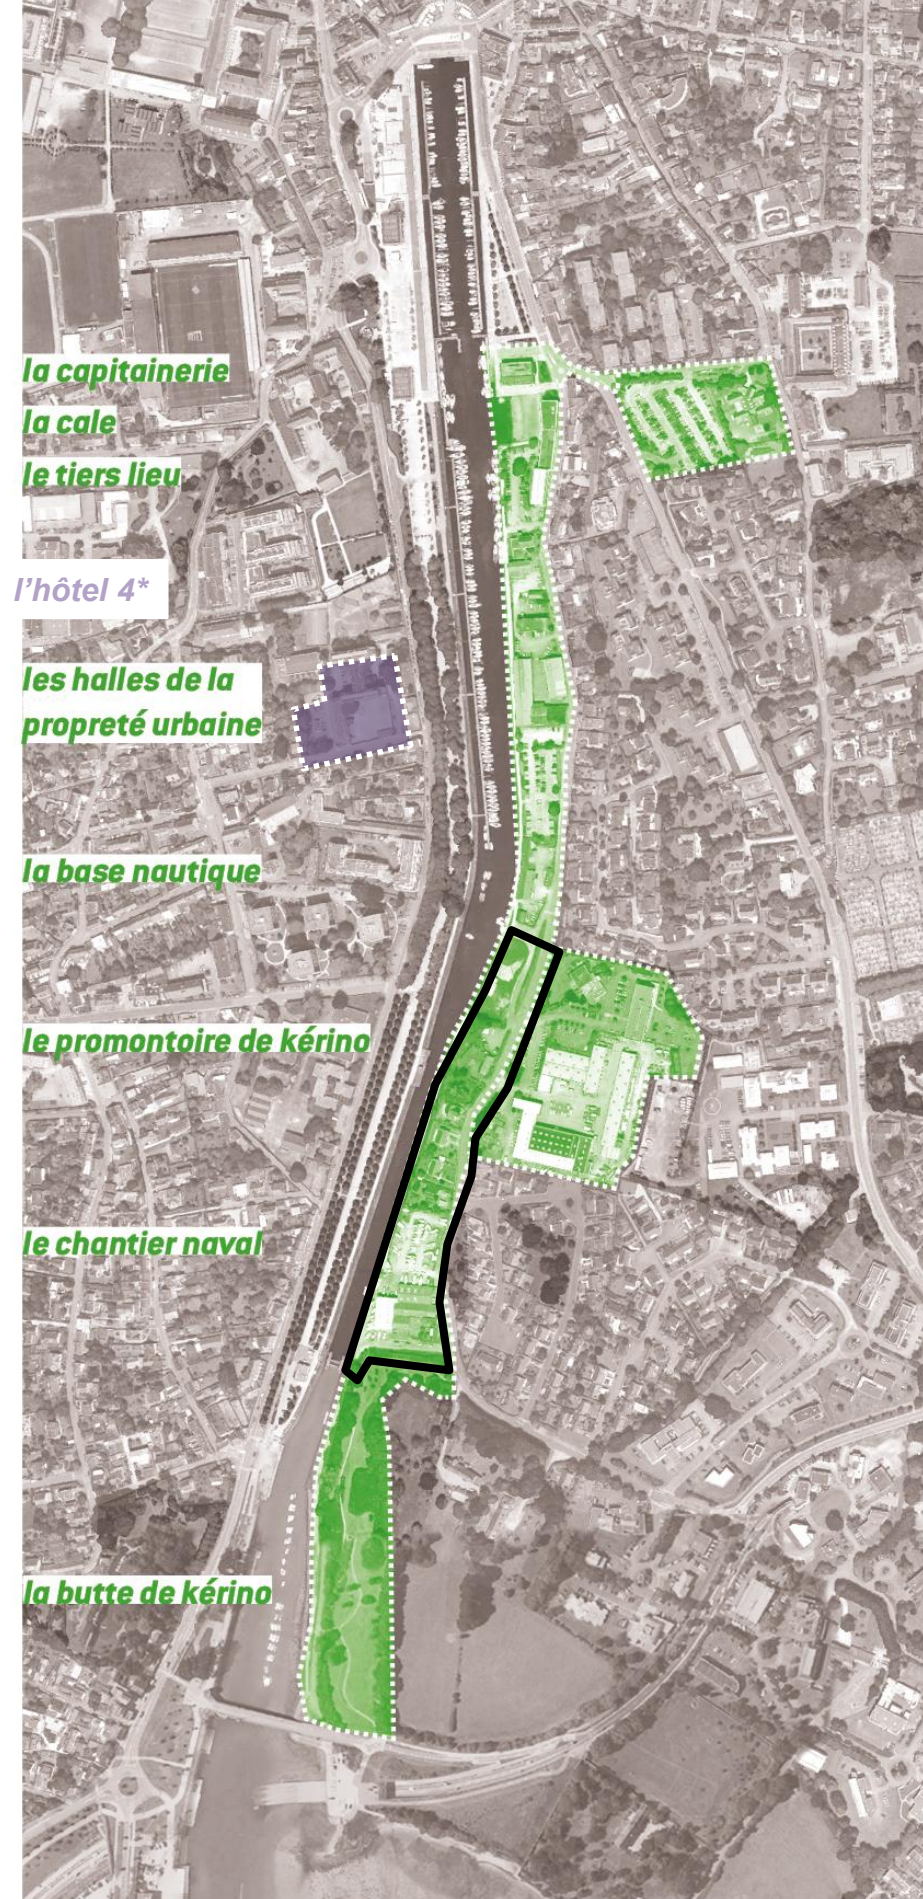 la capitainerie
la cale
le tiers lieu
l'hôtel 4*
les halles de la
propreté urbaine
la base nautique
le promontoire de kérino
le chantier naval
la butte de kérino